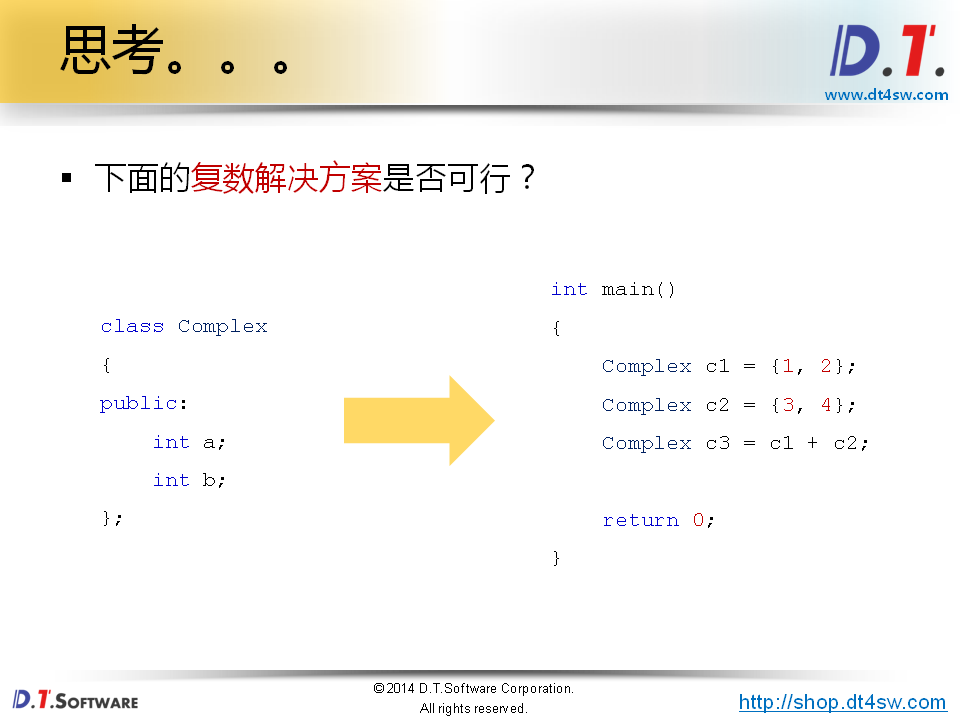 思考。。。
D.T.
www.dt4sw.com
▪ 下面的复数解决方案是否可行？
class Complex
{
public:
    int a;
    int b;
};
int main()
{
    Complex c1 = {1, 2};
    Complex c2 = {3, 4};
    Complex c3 = c1 + c2;
    return 0;
}
D.T.SOFTWARE
©2014 D.T.Software Corporation.
All rights reserved.
http://shop.dt4sw.com